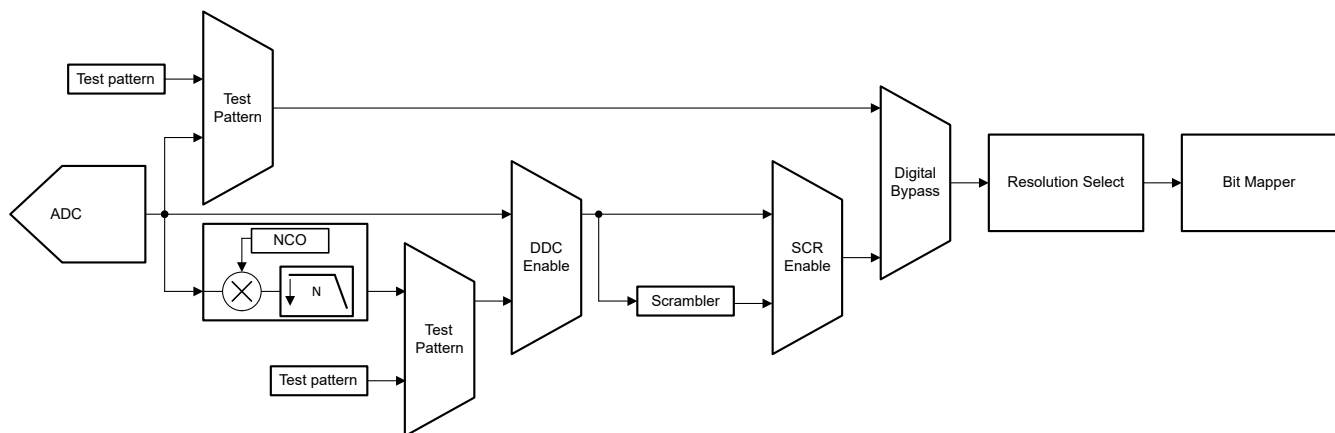 Test pattern
Test
Pattern
ADC
NCO
N
Test
Pattern
Test pattern
DDC
Enable
Scrambler
SCR
Enable
Digital
Bypass
Resolution Select
Bit Mapper